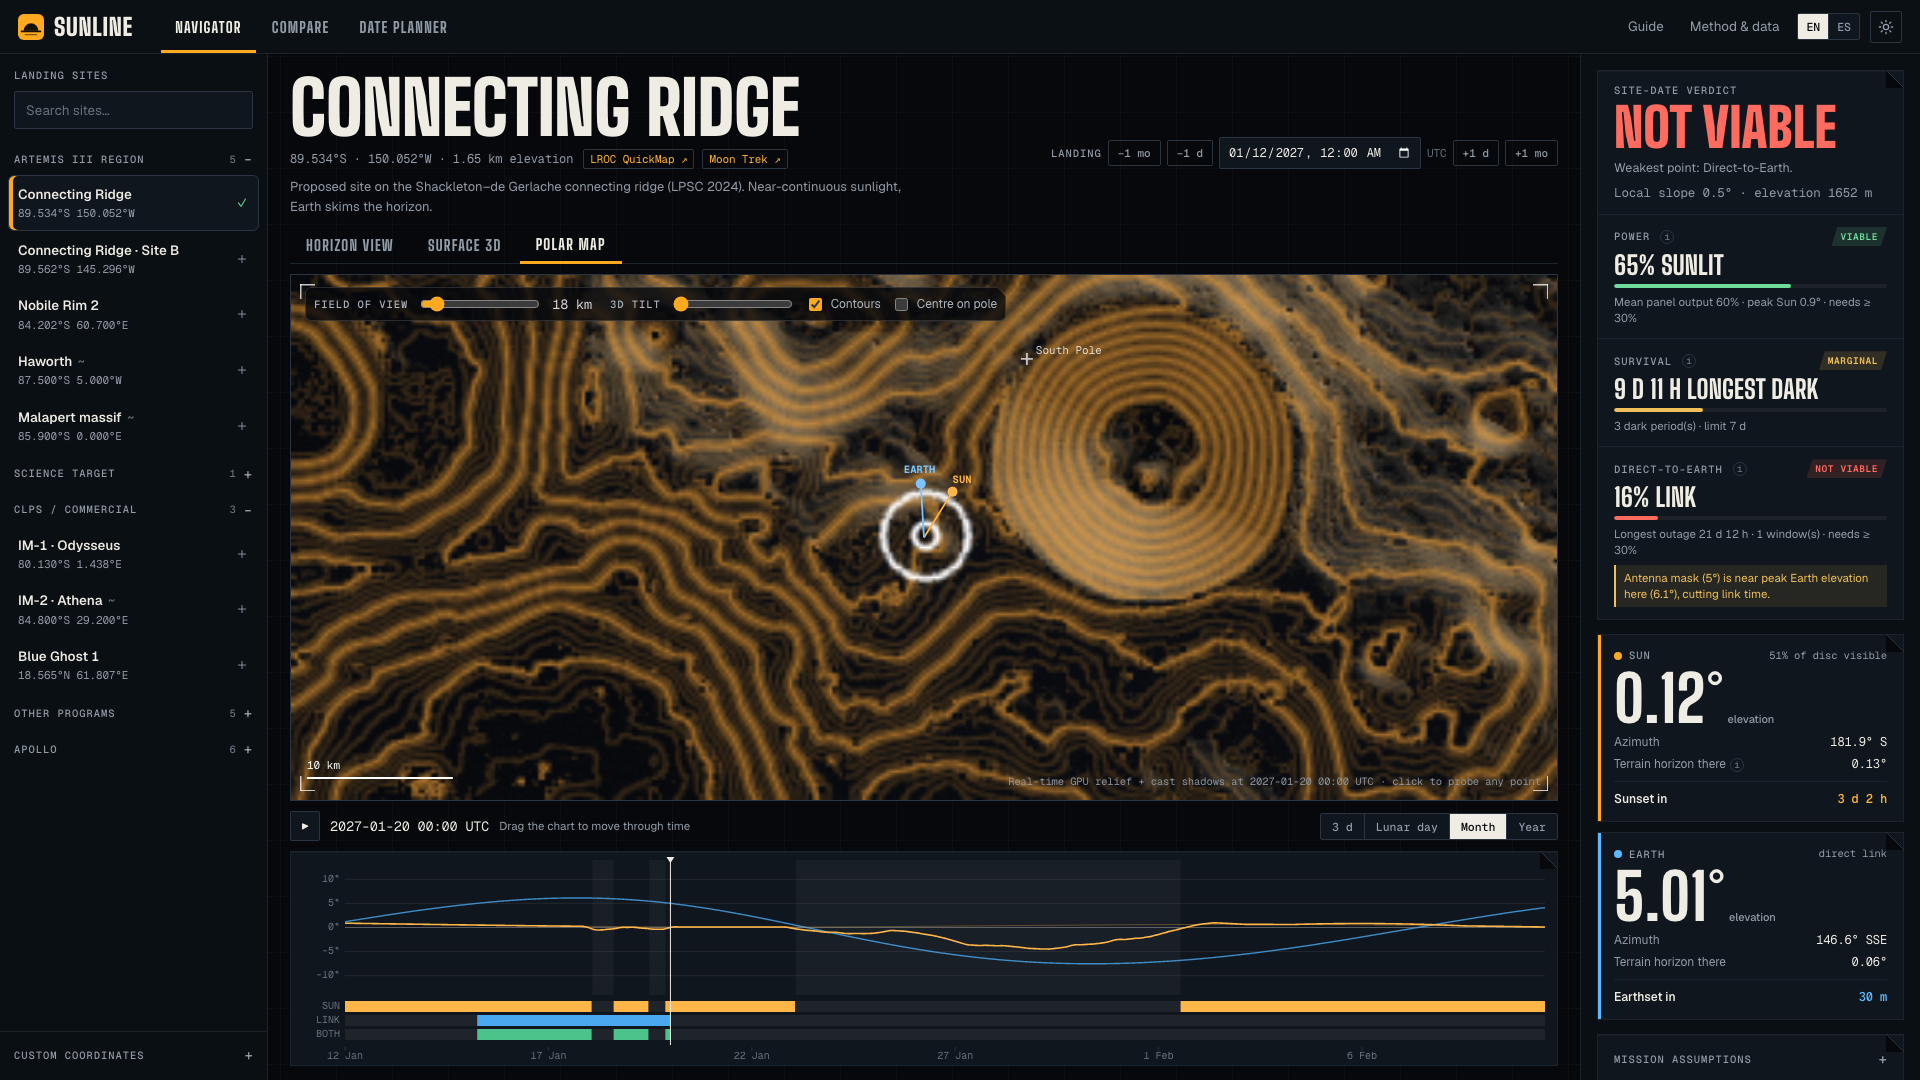 SUNLINE
NAVIGATOR
COMPARE
DATE PLANNER
Guide
Method & data
EN
ES
LANDING SITES
Search sites…
ARTEMIS III REGION 5 −
Connecting Ridge
89.534°S 150.052°W
✓
Connecting Ridge · Site B
89.562°S 145.296°W
+
Nobile Rim 2
84.202°S 60.700°E
+
Haworth ~
87.500°S 5.000°W
+
Malapert massif ~
85.900°S 0.000°E
+
SCIENCE TARGET 1 +
CLPS / COMMERCIAL 3 −
IM-1 · Odysseus
80.130°S 1.438°E
+
IM-2 · Athena ~
84.800°S 29.200°E
+
Blue Ghost 1
18.565°N 61.807°E
+
OTHER PROGRAMS 5 +
APOLLO 6 +
CUSTOM COORDINATES +
CONNECTING RIDGE
89.534°S · 150.052°W · 1.65 km elevation
LROC QuickMap ↗
Moon Trek ↗
Proposed site on the Shackleton–de Gerlache connecting ridge (LPSC 2024). Near-continuous sunlight,
Earth skims the horizon.
LANDING
−1 mo
−1 d
01/12/2027, 12:00 AM
UTC
+1 d
+1 mo
HORIZON VIEW
SURFACE 3D
POLAR MAP
FIELD OF VIEW
18 km
3D TILT
Contours
Centre on pole
South Pole
EARTH
SUN
10 km
Real-time GPU relief + cast shadows at 2027-01-20 00:00 UTC · click to probe any point
2027-01-20 00:00 UTC
Drag the chart to move through time
3 d
Lunar day
Month
Year
10°
5°
0°
−5°
−10°
SUN
LINK
BOTH
12 Jan
17 Jan
22 Jan
27 Jan
1 Feb
6 Feb
SITE-DATE VERDICT
NOT VIABLE
Weakest point: Direct-to-Earth.
Local slope 0.5° · elevation 1652 m
POWER i
VIABLE
65% SUNLIT
Mean panel output 60% · peak Sun 0.9° · needs ≥
30%
SURVIVAL i
MARGINAL
9 D 11 H LONGEST DARK
3 dark period(s) · limit 7 d
DIRECT-TO-EARTH i
NOT VIABLE
16% LINK
Longest outage 21 d 12 h · 1 window(s) · needs ≥
30%
Antenna mask (5°) is near peak Earth elevation
here (6.1°), cutting link time.
SUN
51% of disc visible
0.12° elevation
Azimuth 181.9° S
Terrain horizon there i 0.13°
Sunset in 3 d 2 h
EARTH
direct link
5.01° elevation
Azimuth 146.6° SSE
Terrain horizon there 0.06°
Earthset in 30 m
MISSION ASSUMPTIONS +